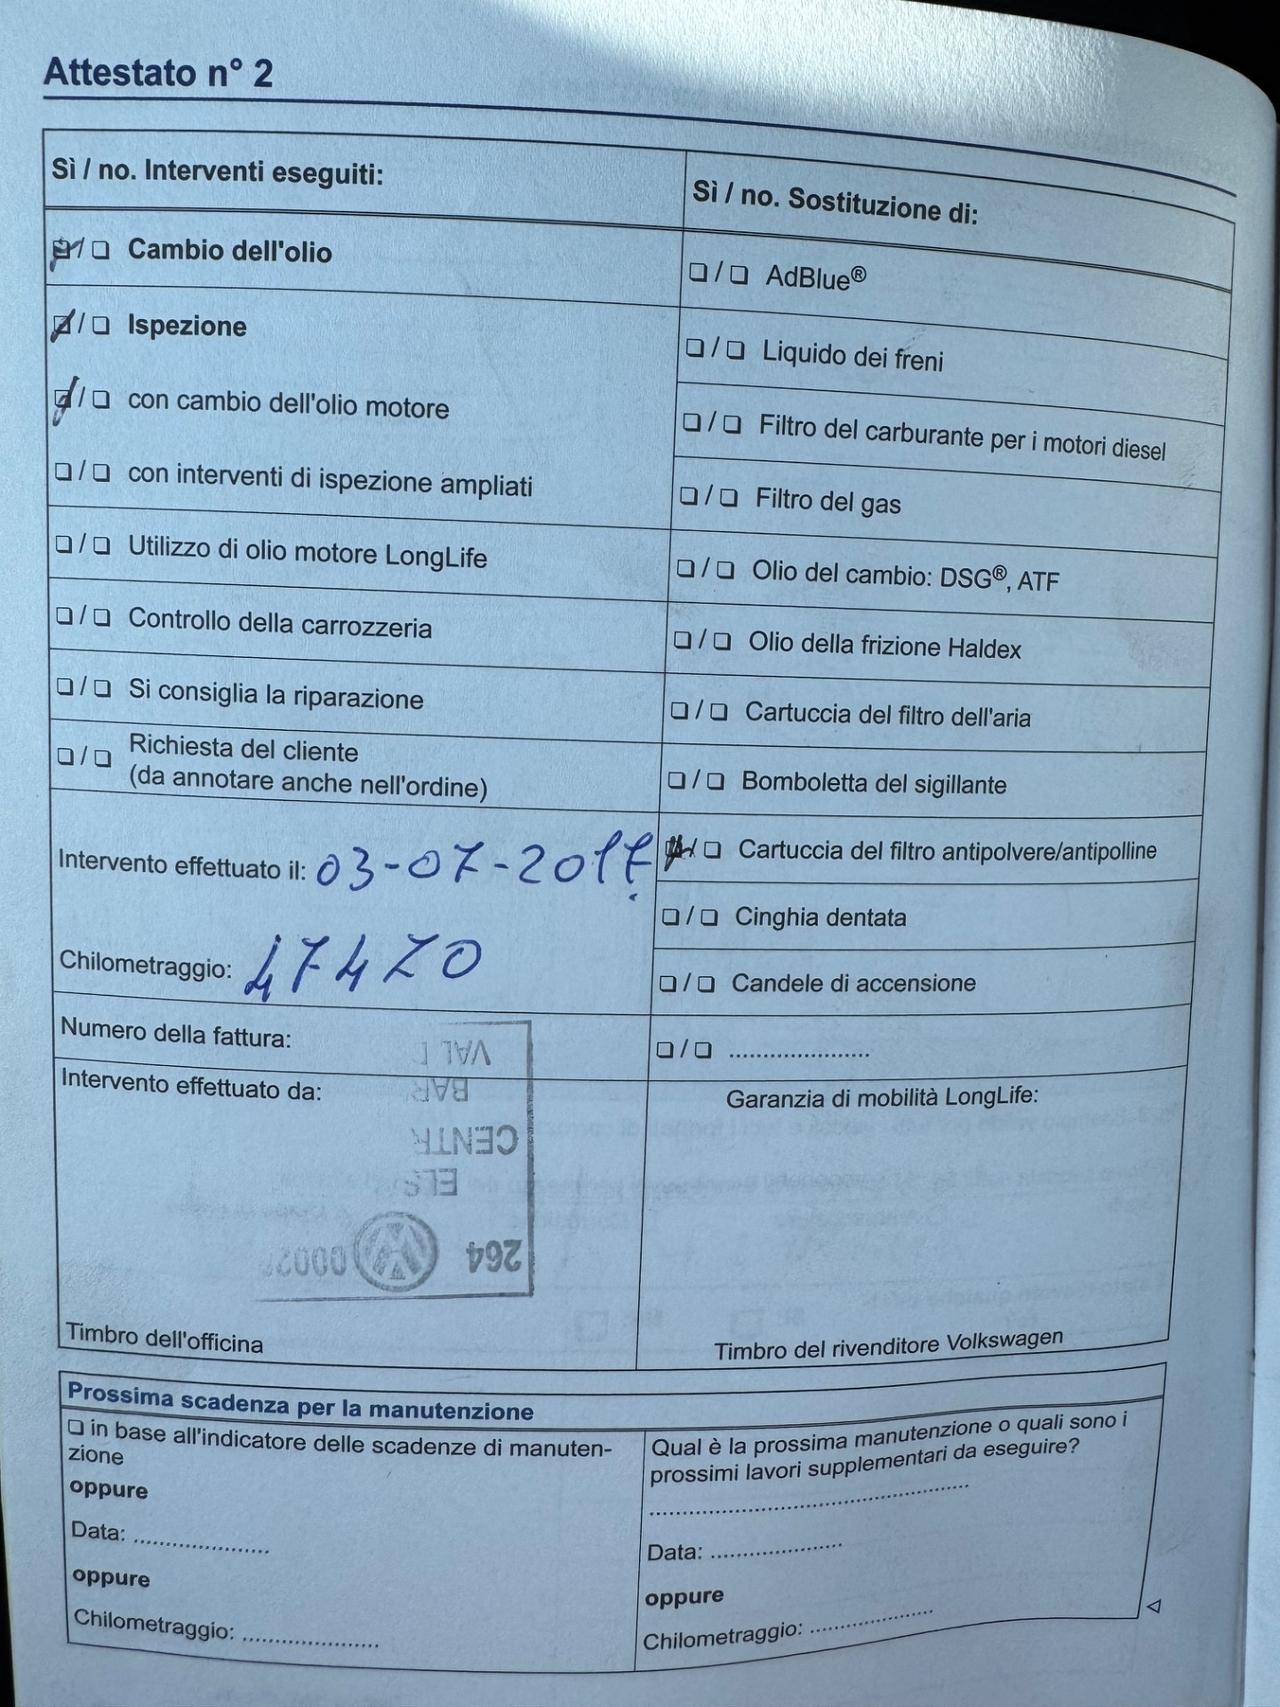 Attestato n° 2
Sì / no. Interventi eseguiti:
❏ / ❏ Cambio dell'olio
❏ / ❏ Ispezione
❏ / ❏ con cambio dell'olio motore
❏ / ❏ con interventi di ispezione ampliati
❏ / ❏ Utilizzo di olio motore LongLife
❏ / ❏ Controllo della carrozzeria
❏ / ❏ Si consiglia la riparazione
❏ / ❏ Richiesta del cliente
(da annotare anche nell'ordine)
Intervento effettuato il: 03-07-2017
Chilometraggio: 47470
Numero della fattura:
Intervento effettuato da:
VAL
BAR
CENTR
264
Timbro dell'officina
Sì / no. Sostituzione di:
❏ / ❏ AdBlue®
❏ / ❏ Liquido dei freni
❏ / ❏ Filtro del carburante per i motori diesel
❏ / ❏ Filtro del gas
❏ / ❏ Olio del cambio: DSG®, ATF
❏ / ❏ Olio della frizione Haldex
❏ / ❏ Cartuccia del filtro dell'aria
❏ / ❏ Bomboletta del sigillante
❏ / ❏ Cartuccia del filtro antipolvere/antipolline
❏ / ❏ Cinghia dentata
❏ / ❏ Candele di accensione
❏ / ❏ .....................
Garanzia di mobilità LongLife:
Timbro del rivenditore Volkswagen
Prossima scadenza per la manutenzione
❏ in base all'indicatore delle scadenze di manuten-
zione
oppure
Data: .....................
oppure
Chilometraggio: .....................
Qual è la prossima manutenzione o quali sono i
prossimi lavori supplementari da eseguire?
..................................................
Data: .....................
oppure
Chilometraggio: .....................